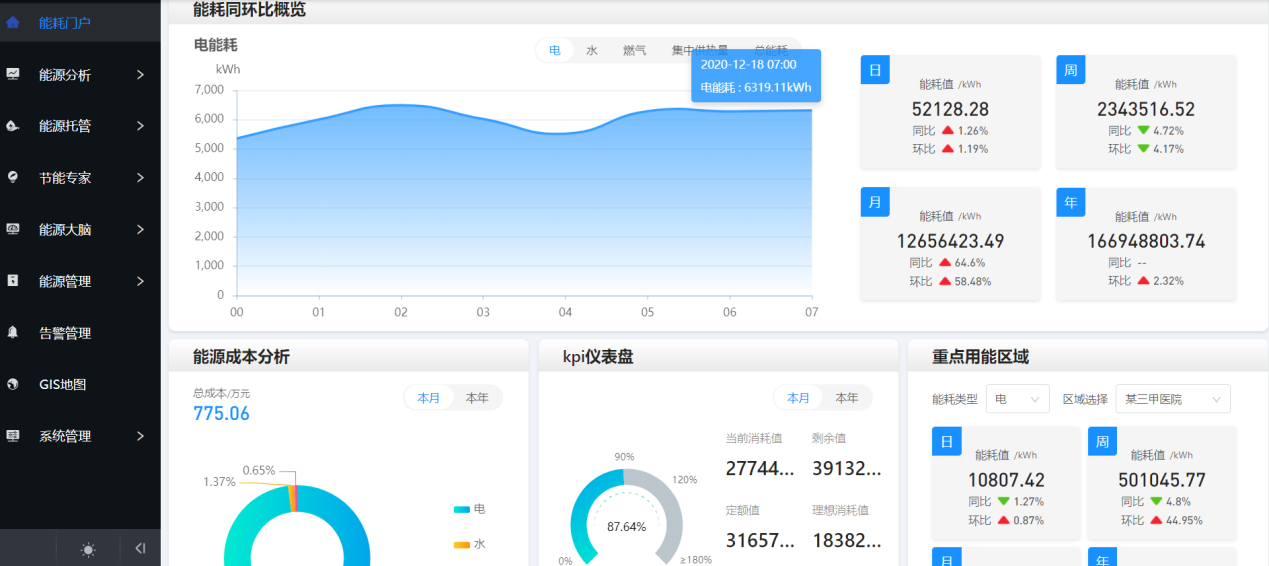 能耗门户
能源分析
能源托管
节能专家
能源大脑
能源管理
告警管理
GIS地图
系统管理
能耗同环比概览
电能耗
电 水 燃气 集中供热量 总能耗
2020-12-18 07:00
电能耗 : 6319.11kWh
kWh
7,000
6,000
5,000
4,000
3,000
2,000
1,000
0
00 01 02 03 04 05 06 07
日
能耗值 /kWh
52128.28
同比 1.26%
环比 1.19%
周
能耗值 /kWh
2343516.52
同比 4.72%
环比 4.17%
月
能耗值 /kWh
12656423.49
同比 64.6%
环比 58.48%
年
能耗值 /kWh
166948803.74
同比 --
环比 2.32%
能源成本分析
总成本/万元
775.06
本月 本年
0.65%
1.37%
电
水
kpi仪表盘
本月 本年
90%
120%
87.64%
0%
≥180%
当前消耗值 剩余值
27744... 39132...
定额值 理想消耗值
31657... 18382...
重点用能区域
能耗类型 电 区域选择 某三甲医院
日
能耗值 /kWh
10807.42
同比 1.27%
环比 0.87%
周
能耗值 /kWh
501045.77
同比 4.8%
环比 44.95%
月
年